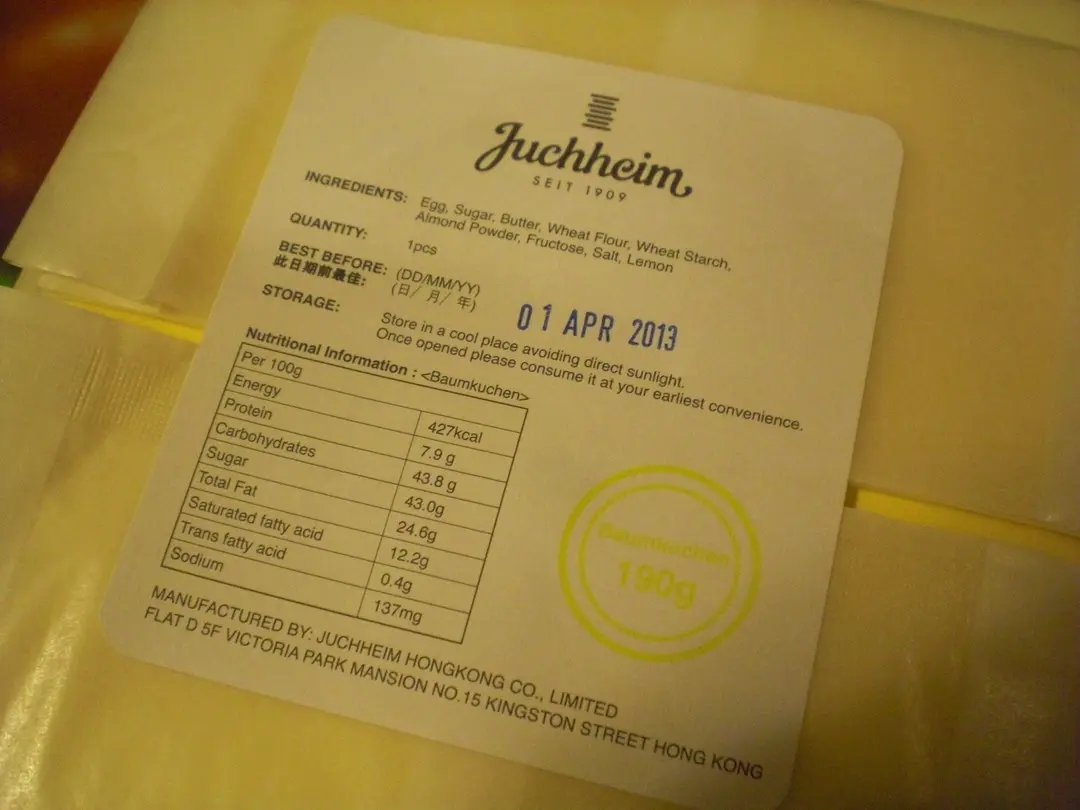 Juchheim
SEIT 1909
INGREDIENTS: Egg, Sugar, Butter, Wheat Flour, Wheat Starch,
Almond Powder, Fructose, Salt, Lemon
QUANTITY: 1pcs
BEST BEFORE: (DD/MM/YY)
此日期前最佳: (日/ 月/ 年)
01 APR 2013
STORAGE: Store in a cool place avoiding direct sunlight.
Once opened please consume it at your earliest convenience.
Nutritional Information : <Baumkuchen>
Per 100g
Energy 427kcal
Protein 7.9 g
Carbohydrates 43.8 g
Sugar 43.0g
Total Fat 24.6g
Saturated fatty acid 12.2g
Trans fatty acid 0.4g
Sodium 137mg
Baumkuchen
190g
MANUFACTURED BY: JUCHHEIM HONGKONG CO., LIMITED
FLAT D 5F VICTORIA PARK MANSION NO.15 KINGSTON STREET HONG KONG